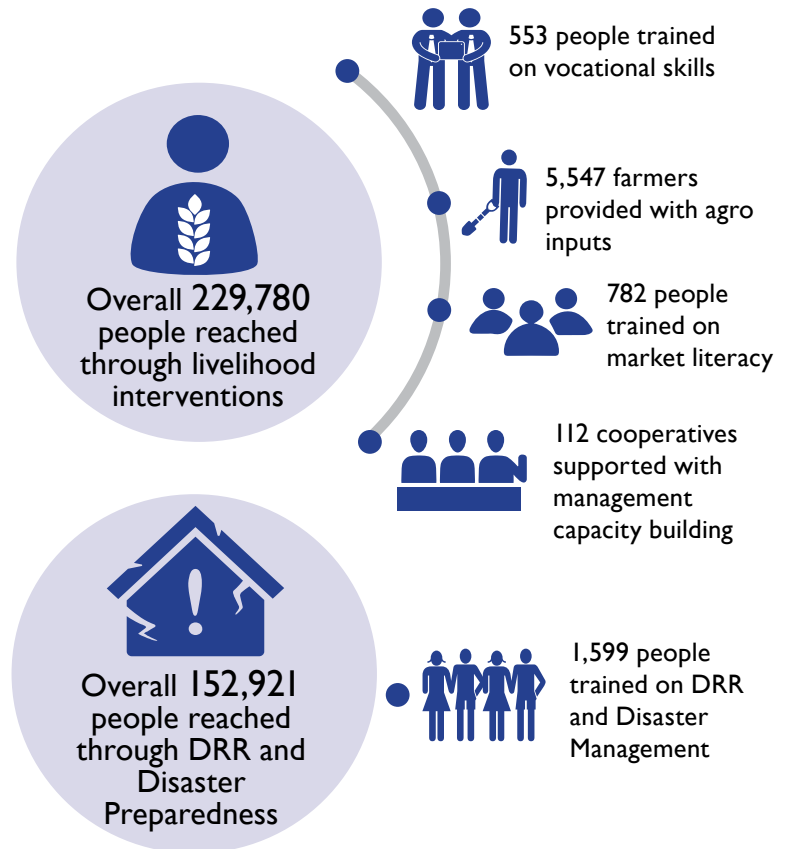 553 people trained
on vocational skills
5,547 farmers
provided with agro
inputs
Overall 229,780
people reached
through livelihood
interventions
782 people
trained on
market literacy
112 cooperatives
supported with
management
capacity building
Overall 152,921
people reached
through DRR and
Disaster
Preparedness
1,599 people
trained on DRR
and Disaster
Management